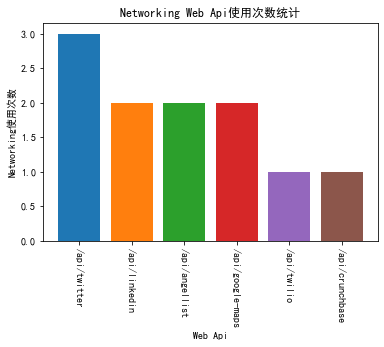 Networking Web Api使用次数统计
Networking使用次数
3.0
2.5
2.0
1.5
1.0
0.5
0.0
/api/twitter
/api/linkedin
/api/angellist
/api/google-maps
/api/twilio
/api/crunchbase
Web Api